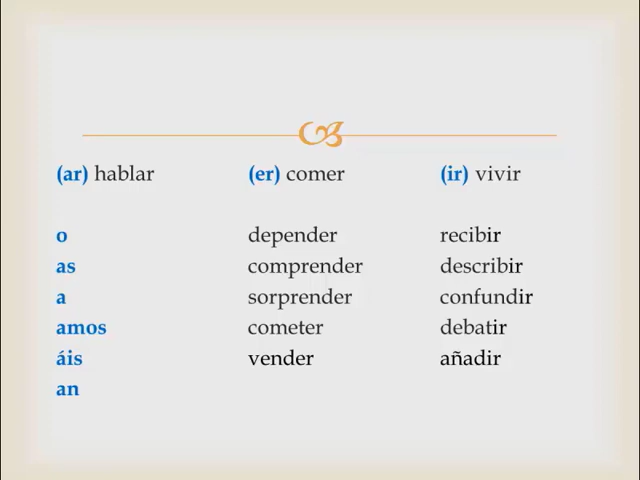 (ar) hablar (er) comer (ir) vivir
o depender recibir
as comprender describir
a sorprender confundir
amos cometer debatir
áis vender añadir
an